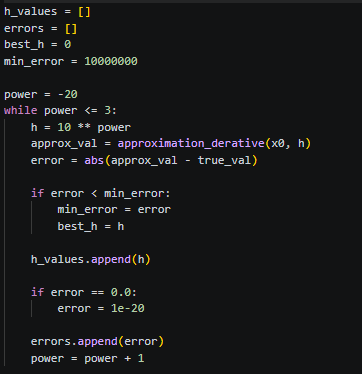 h_values = []
errors = []
best_h = 0
min_error = 10000000

power = -20
while power <= 3:
    h = 10 ** power
    approx_val = approximation_derative(x0, h)
    error = abs(approx_val - true_val)

    if error < min_error:
        min_error = error
        best_h = h

    h_values.append(h)

    if error == 0.0:
        error = 1e-20

    errors.append(error)
    power = power + 1